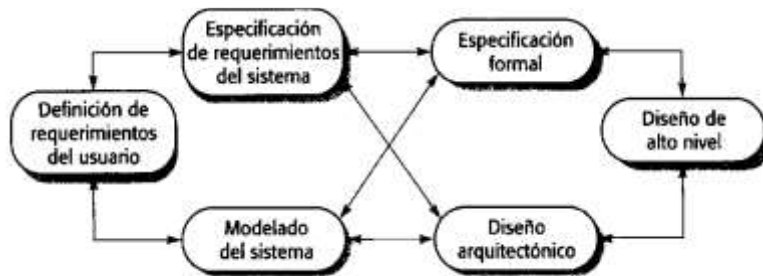 Especificación
de requerimientos
del sistema
Especificación
formal
Definición de
requerimientos
del usuario
Diseño de
alto nivel
Modelado
del sistema
Diseño
arquitectónico